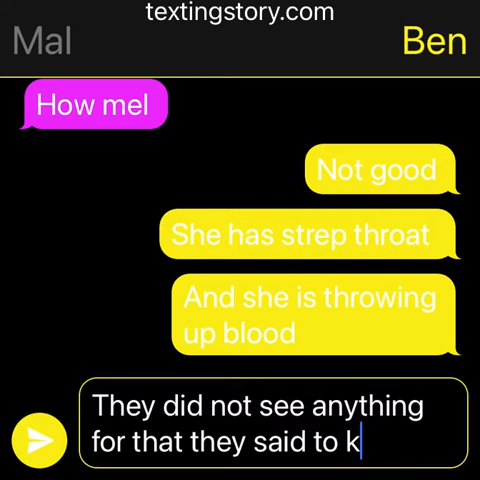 textingstory.com
Mal
Ben
How mel
Not good
She has strep throat
And she is throwing
up blood
They did not see anything
for that they said to k